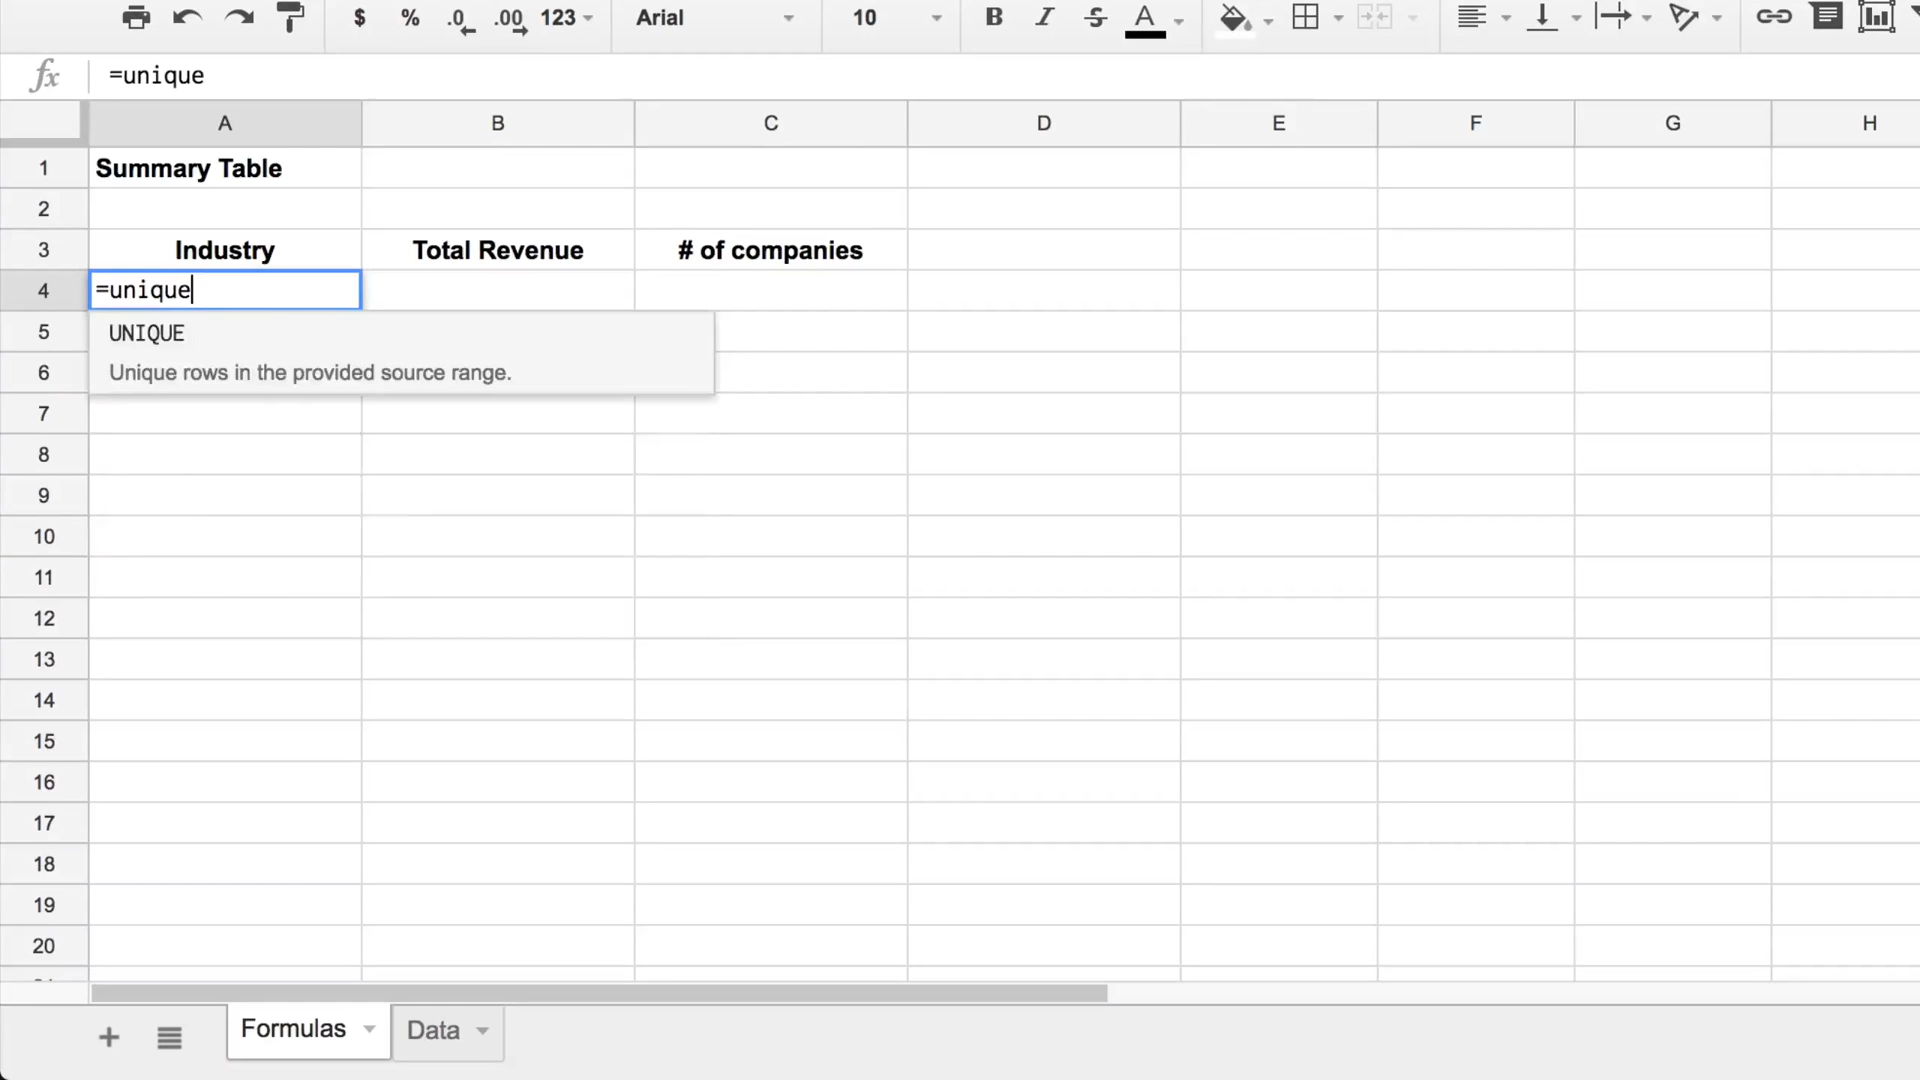 $ % .0 .00 123 Arial 10 B I S A
fx =unique
A B C D E F G H
1 Summary Table
2
3 Industry Total Revenue # of companies
4 =unique
5 UNIQUE
6 Unique rows in the provided source range.
7
8
9
10
11
12
13
14
15
16
17
18
19
20
+ Formulas Data